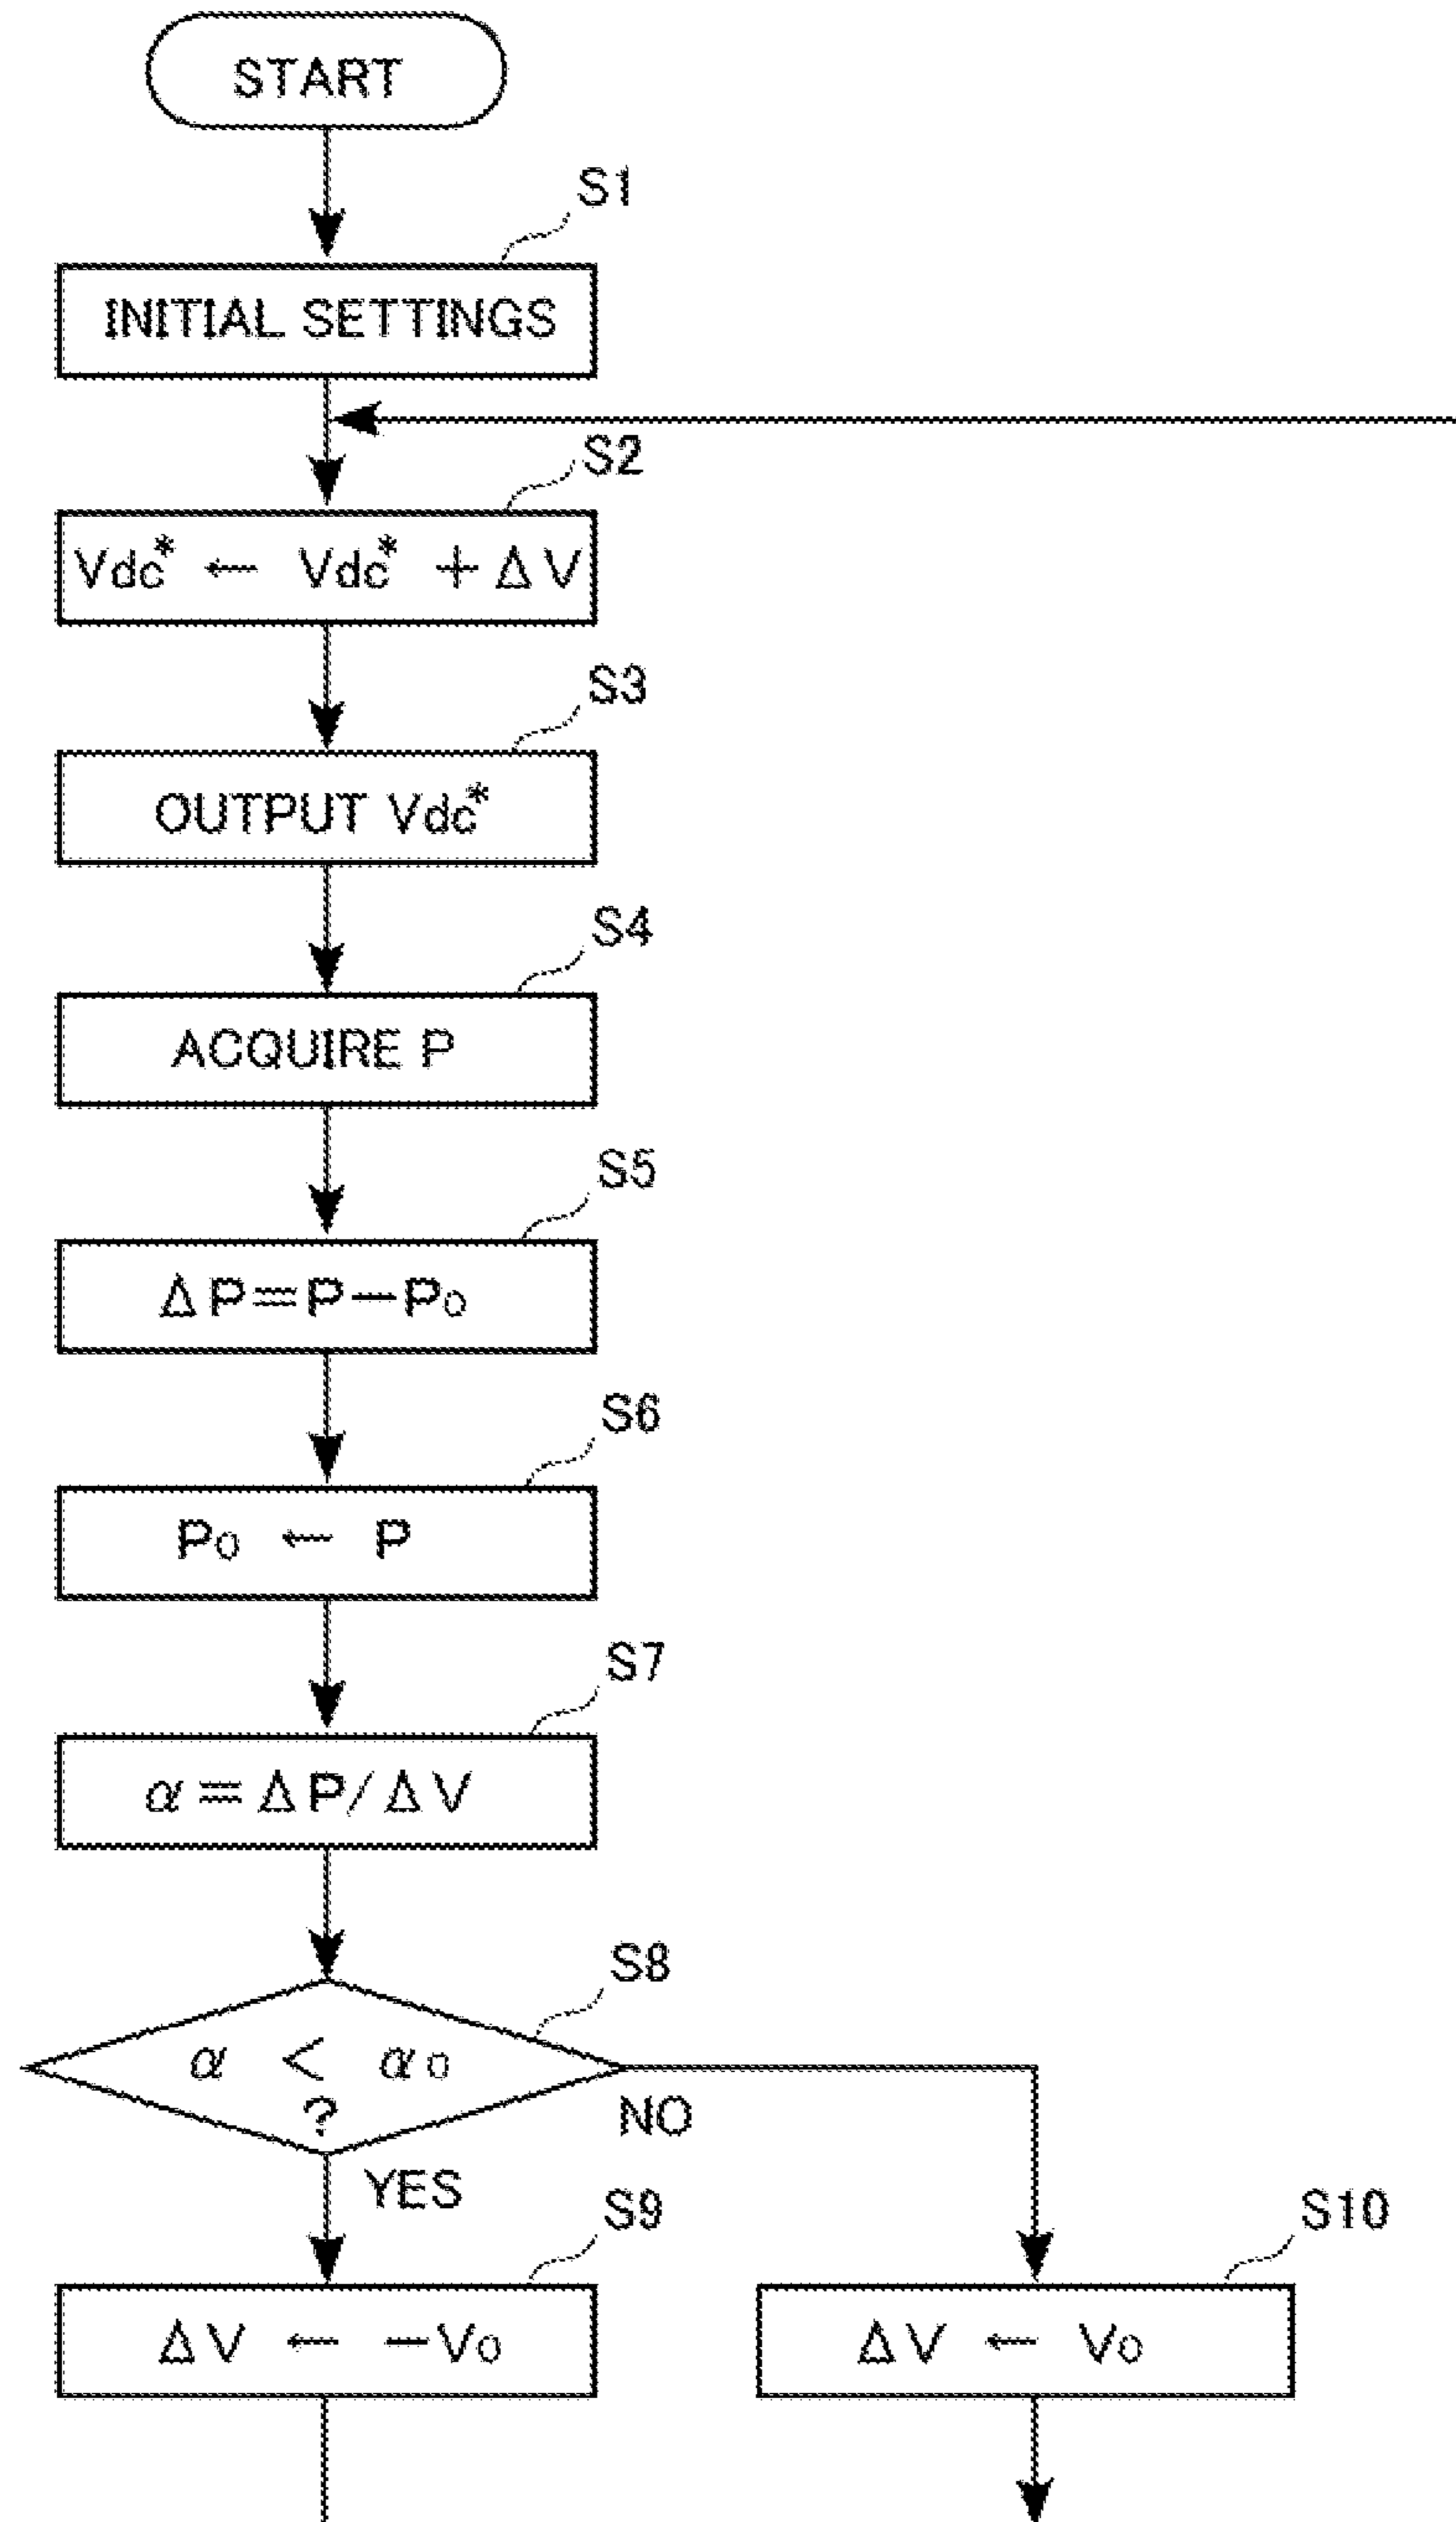 START
S1
INITIAL SETTINGS
S2
Vdc* ← Vdc* + ΔV
S3
OUTPUT Vdc*
S4
ACQUIRE P
S5
ΔP=P−P0
S6
P0 ← P
S7
α=ΔP/ΔV
S8
α < α0
?
NO
YES
S9
S10
ΔV ← −V0
ΔV ← V0